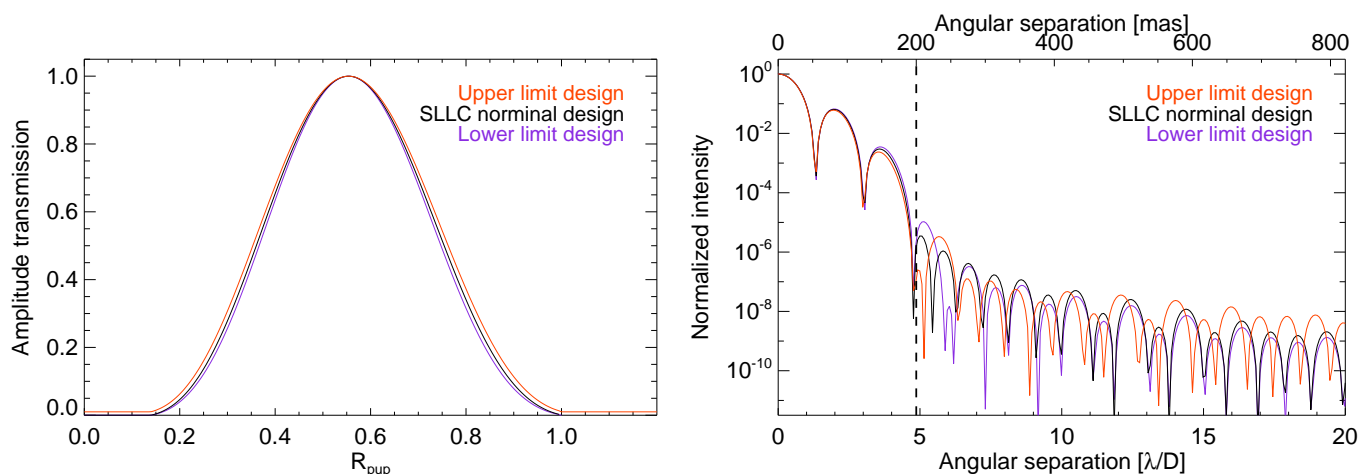 Amplitude transmission
1.0
0.8
0.6
0.4
0.2
0.0
Upper limit design
SLLC norminal design
Lower limit design
0.0 0.2 0.4 0.6 0.8 1.0
R_pup
Angular separation [mas]
0 200 400 600 800
Normalized intensity
10^0
10^-2
10^-4
10^-6
10^-8
10^-10
Upper limit design
SLLC norminal design
Lower limit design
0 5 10 15 20
Angular separation [λ/D]